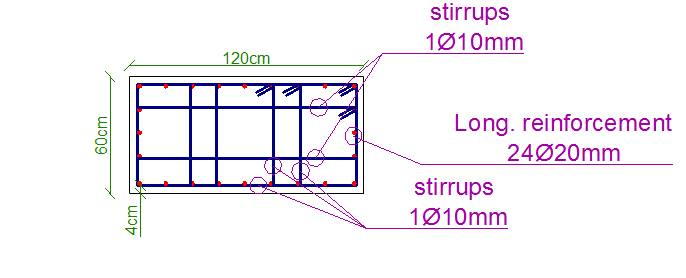 stirrups
1Ø10mm
120cm
60cm
Long. reinforcement
24Ø20mm
stirrups
1Ø10mm
4cm